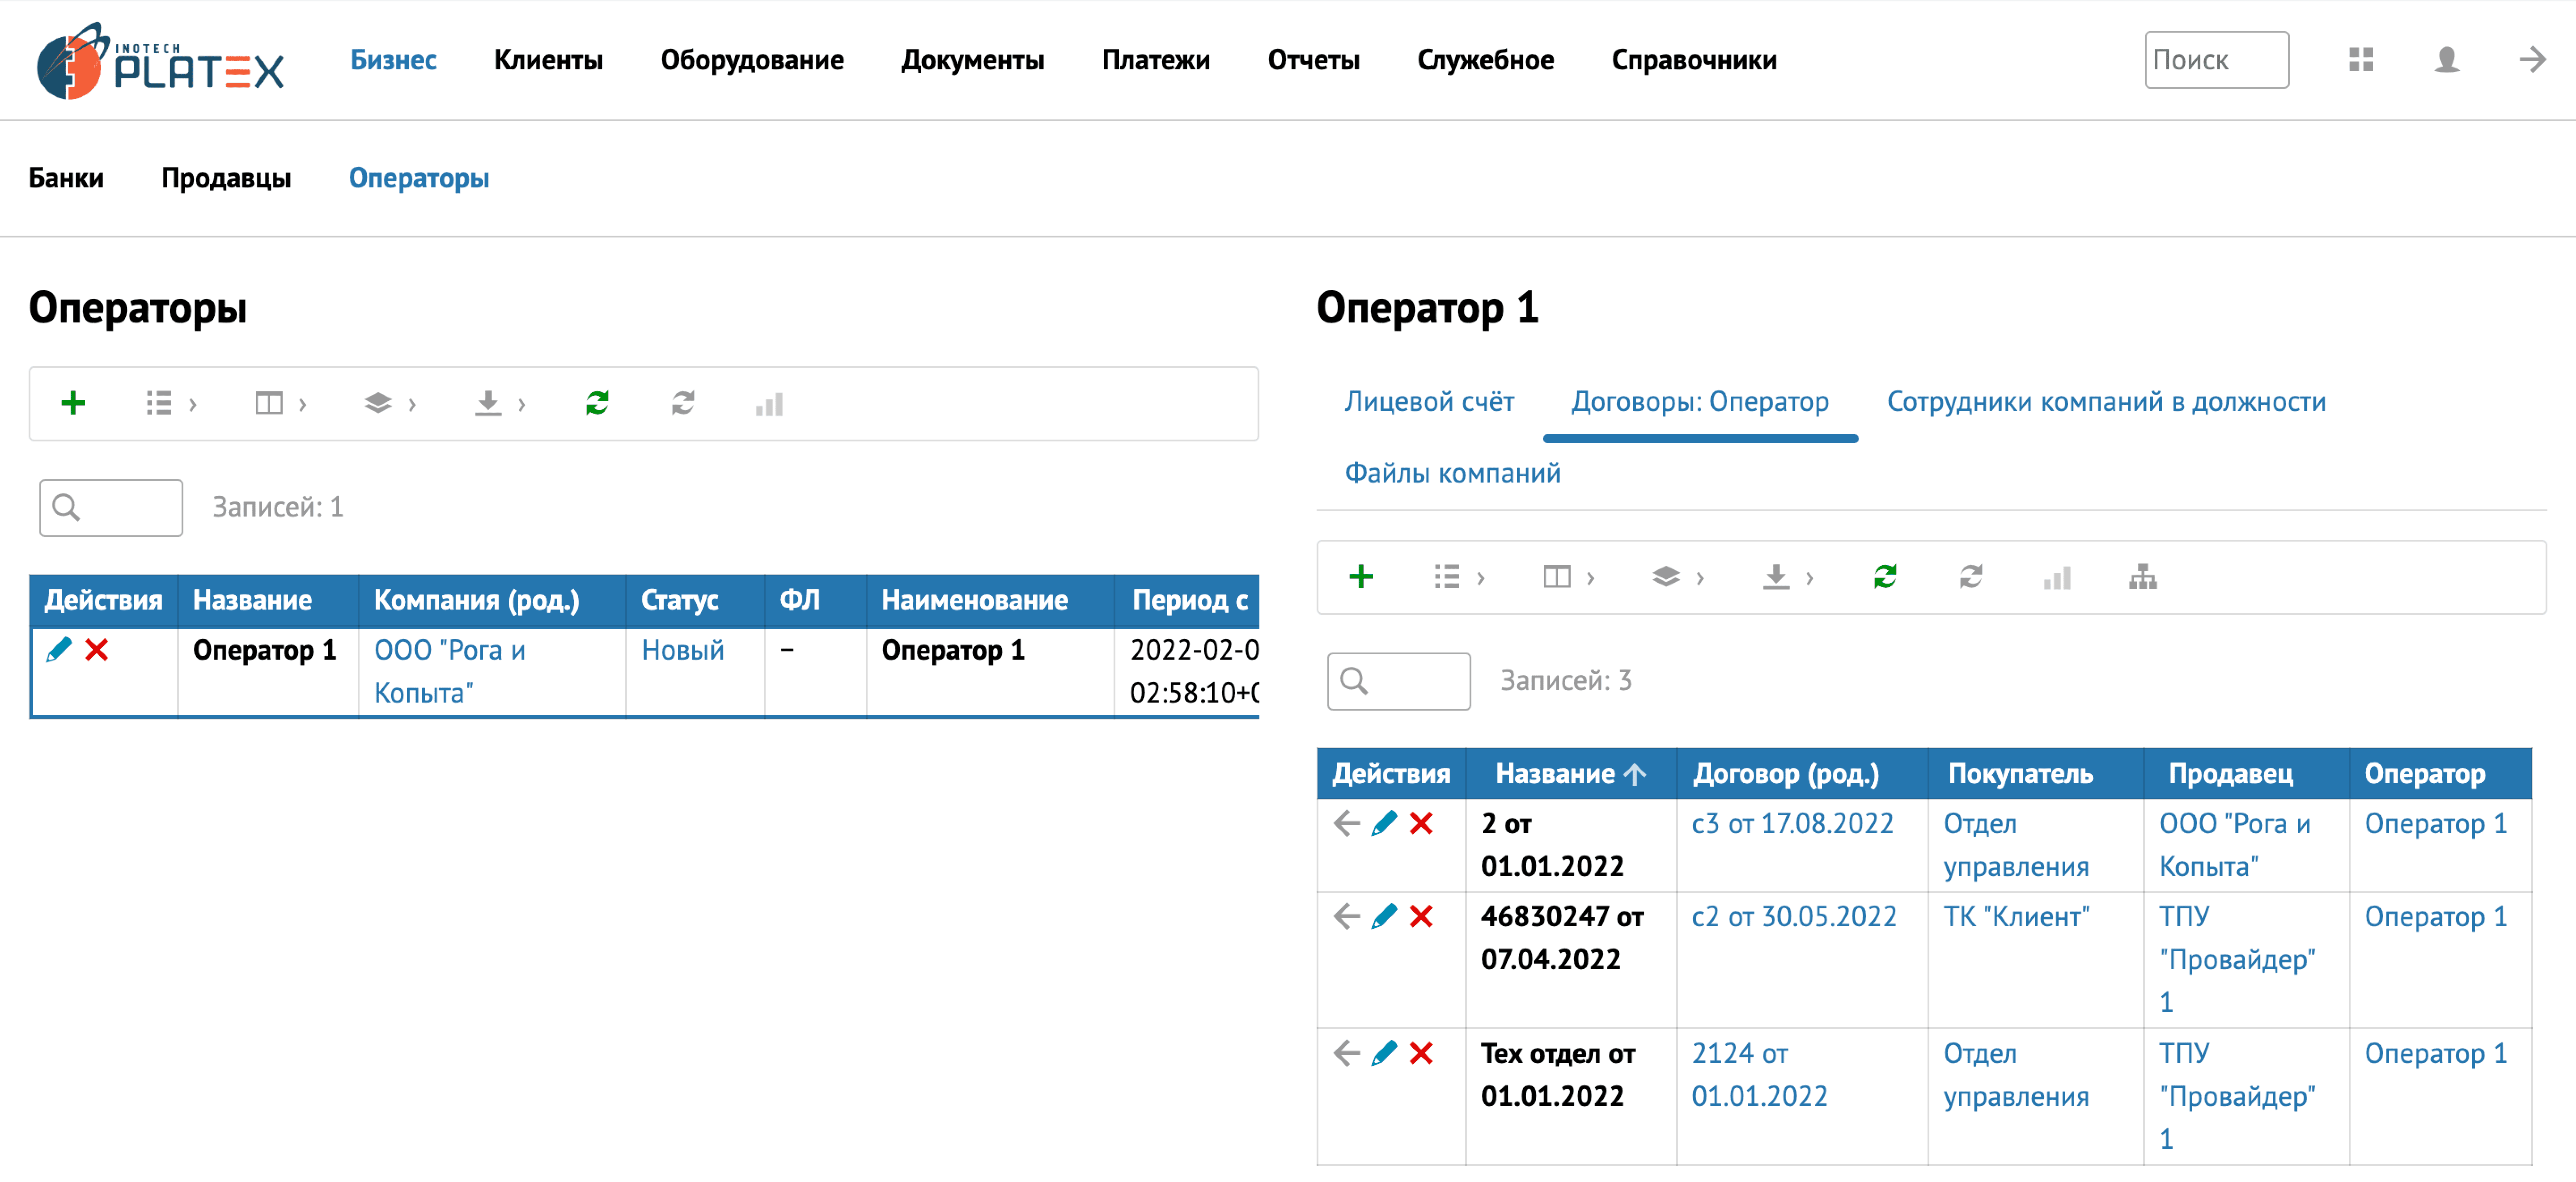 INOTECH
PLATEX
Бизнес Клиенты Оборудование Документы Платежи Отчеты Служебное Справочники Поиск
Банки Продавцы Операторы
Операторы
Записей: 1
Действия Название Компания (род.) Статус ФЛ Наименование Период с
Оператор 1 ООО "Рога и Новый – Оператор 1 2022-02-0
Копыта" 02:58:10+0
Оператор 1
Лицевой счёт Договоры: Оператор Сотрудники компаний в должности
Файлы компаний
Записей: 3
Действия Название Договор (род.) Покупатель Продавец Оператор
2 от с3 от 17.08.2022 Отдел ООО "Рога и Оператор 1
01.01.2022 управления Копыта"
46830247 от с2 от 30.05.2022 ТК "Клиент" ТПУ Оператор 1
07.04.2022 "Провайдер"
1
Тех отдел от 2124 от Отдел ТПУ Оператор 1
01.01.2022 01.01.2022 управления "Провайдер"
1